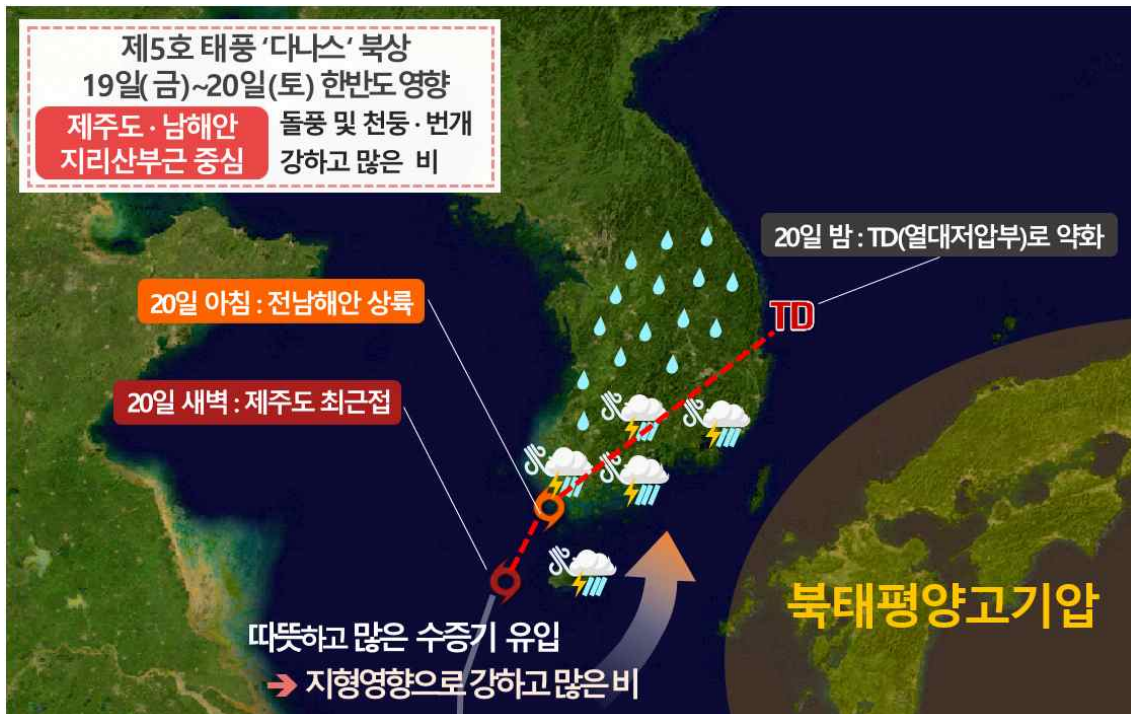 제5호 태풍 '다나스' 북상
19일(금)~20일(토) 한반도 영향
제주도·남해안
지리산부근 중심
돌풍 및 천둥·번개
강하고 많은 비
20일 밤 : TD(열대저압부)로 약화
TD
20일 아침 : 전남해안 상륙
20일 새벽 : 제주도 최근접
북태평양고기압
따뜻하고 많은 수증기 유입
➔ 지형영향으로 강하고 많은 비